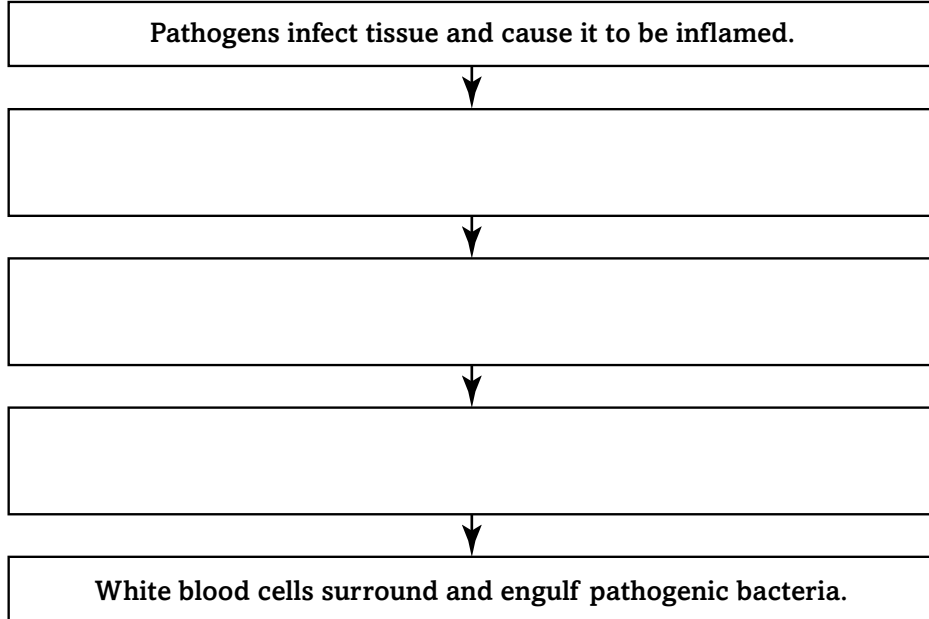 Pathogens infect tissue and cause it to be inflamed.
White blood cells surround and engulf pathogenic bacteria.